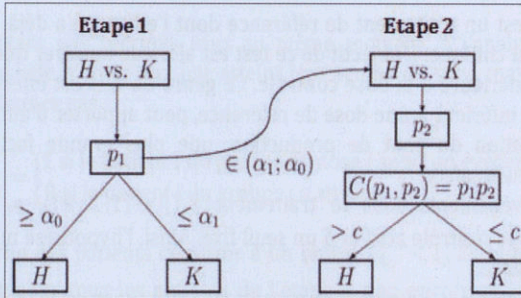 Etape 1
H vs. K
p₁
∈ (α₁; α₀)
≥ α₀
≤ α₁
H
K
Etape 2
H vs. K
p₂
C(p₁, p₂) = p₁p₂
> c
≤ c
H
K